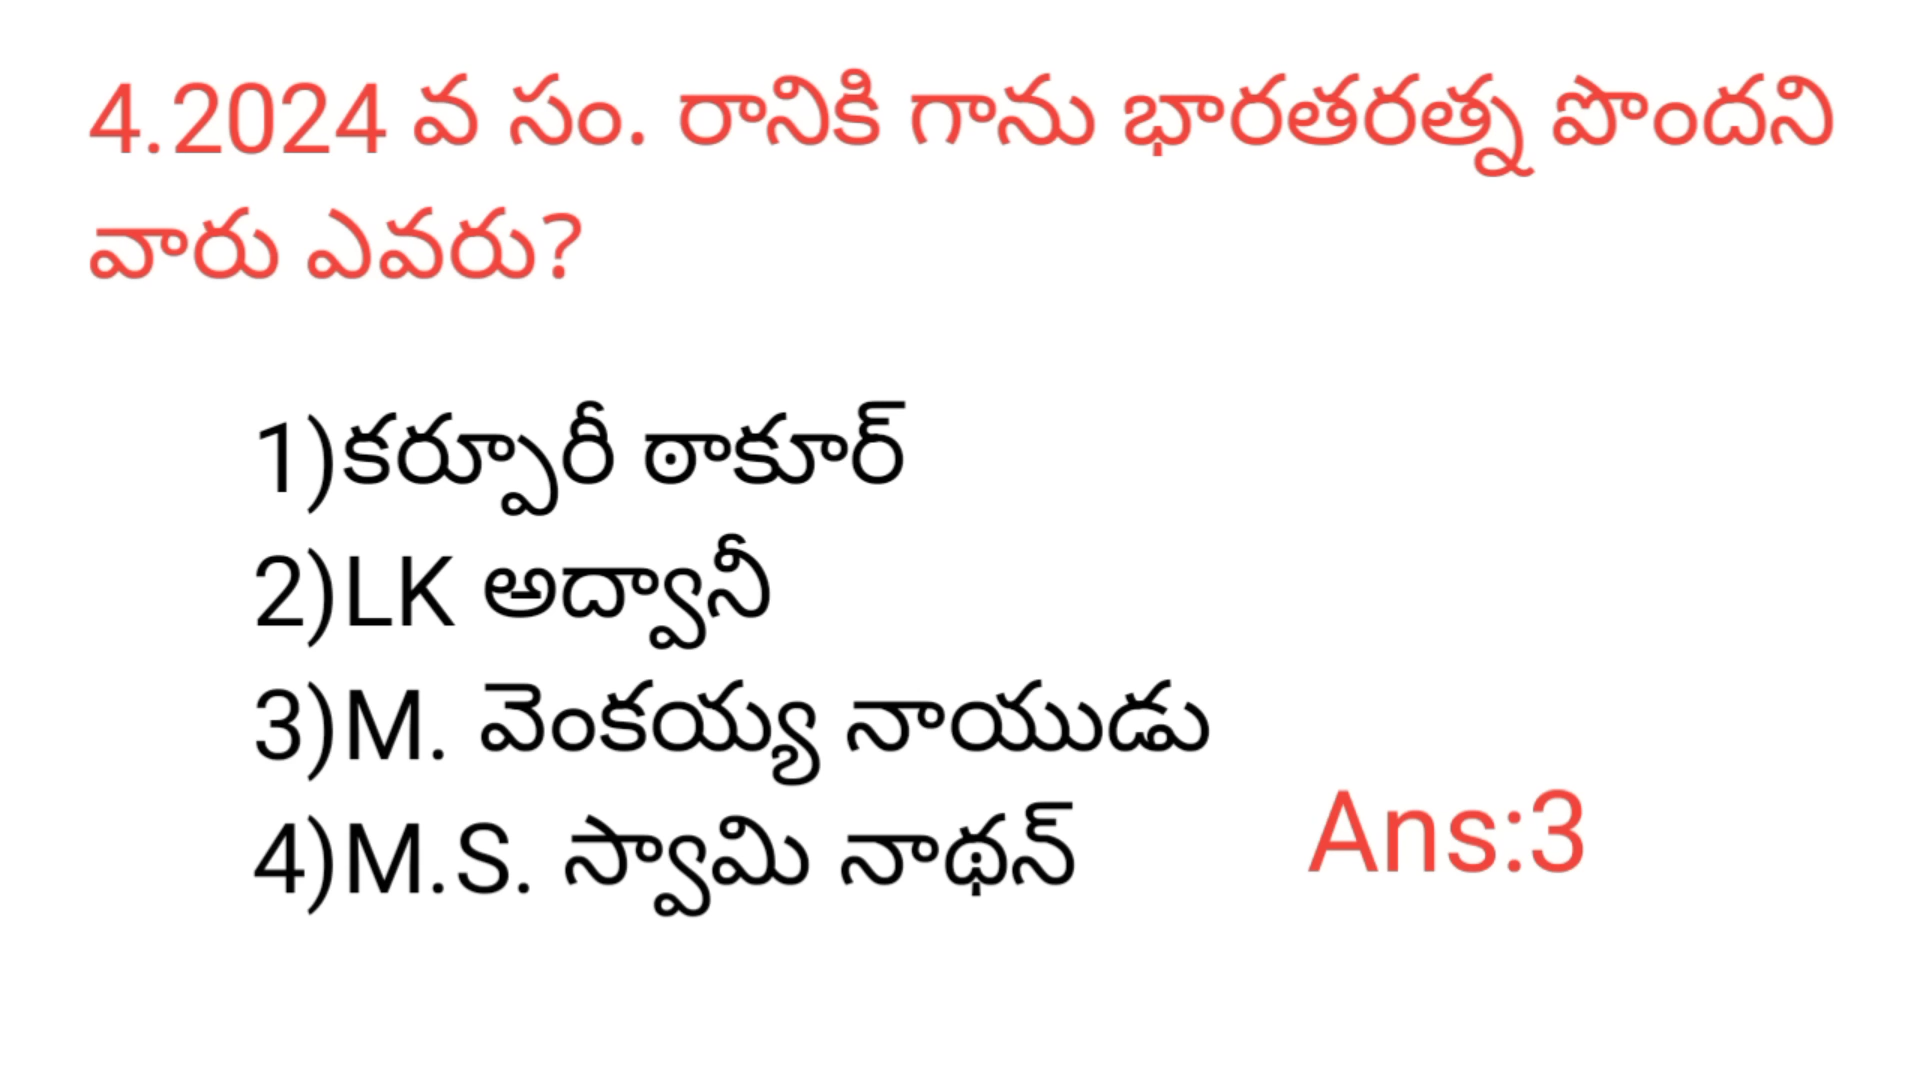 4.2024 వ సం. రానికి గాను భారతరత్న పొందని
వారు ఎవరు?
1)కర్పూరీ ఠాకూర్
2)LK అద్వానీ
3)M. వెంకయ్య నాయుడు
4)M.S. స్వామి నాథన్
Ans:3